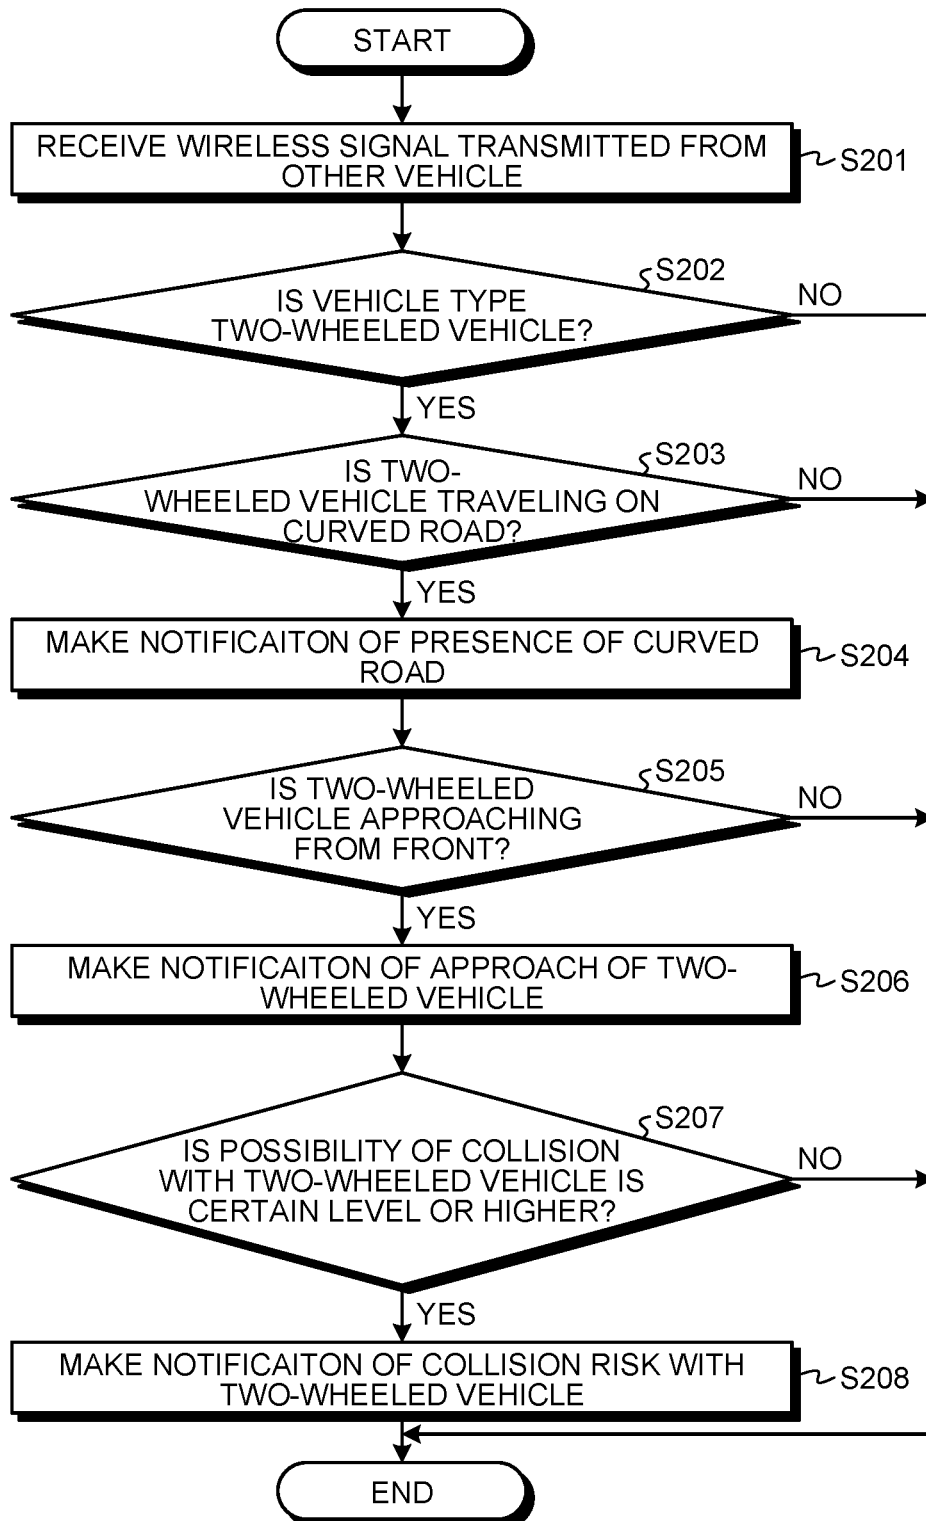 START
RECEIVE WIRELESS SIGNAL TRANSMITTED FROM
OTHER VEHICLE
S201
S202
IS VEHICLE TYPE
TWO-WHEELED VEHICLE?
NO
YES
S203
IS TWO-
WHEELED VEHICLE TRAVELING ON
CURVED ROAD?
NO
YES
MAKE NOTIFICAITON OF PRESENCE OF CURVED
ROAD
S204
S205
IS TWO-WHEELED
VEHICLE APPROACHING
FROM FRONT?
NO
YES
MAKE NOTIFICAITON OF APPROACH OF TWO-
WHEELED VEHICLE
S206
S207
IS POSSIBILITY OF COLLISION
WITH TWO-WHEELED VEHICLE IS
CERTAIN LEVEL OR HIGHER?
NO
YES
MAKE NOTIFICAITON OF COLLISION RISK WITH
TWO-WHEELED VEHICLE
S208
END